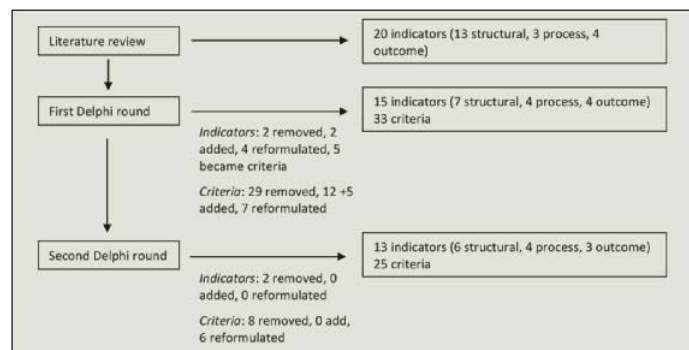 Literature review
20 indicators (13 structural, 3 process, 4
outcome)
First Delphi round
15 indicators (7 structural, 4 process, 4 outcome)
33 criteria
Indicators: 2 removed, 2
added, 4 reformulated, 5
became criteria
Criteria: 29 removed, 12 +5
added, 7 reformulated
Second Delphi round
13 indicators (6 structural, 4 process, 3 outcome)
25 criteria
Indicators: 2 removed, 0
added, 0 reformulated
Criteria: 8 removed, 0 add,
6 reformulated